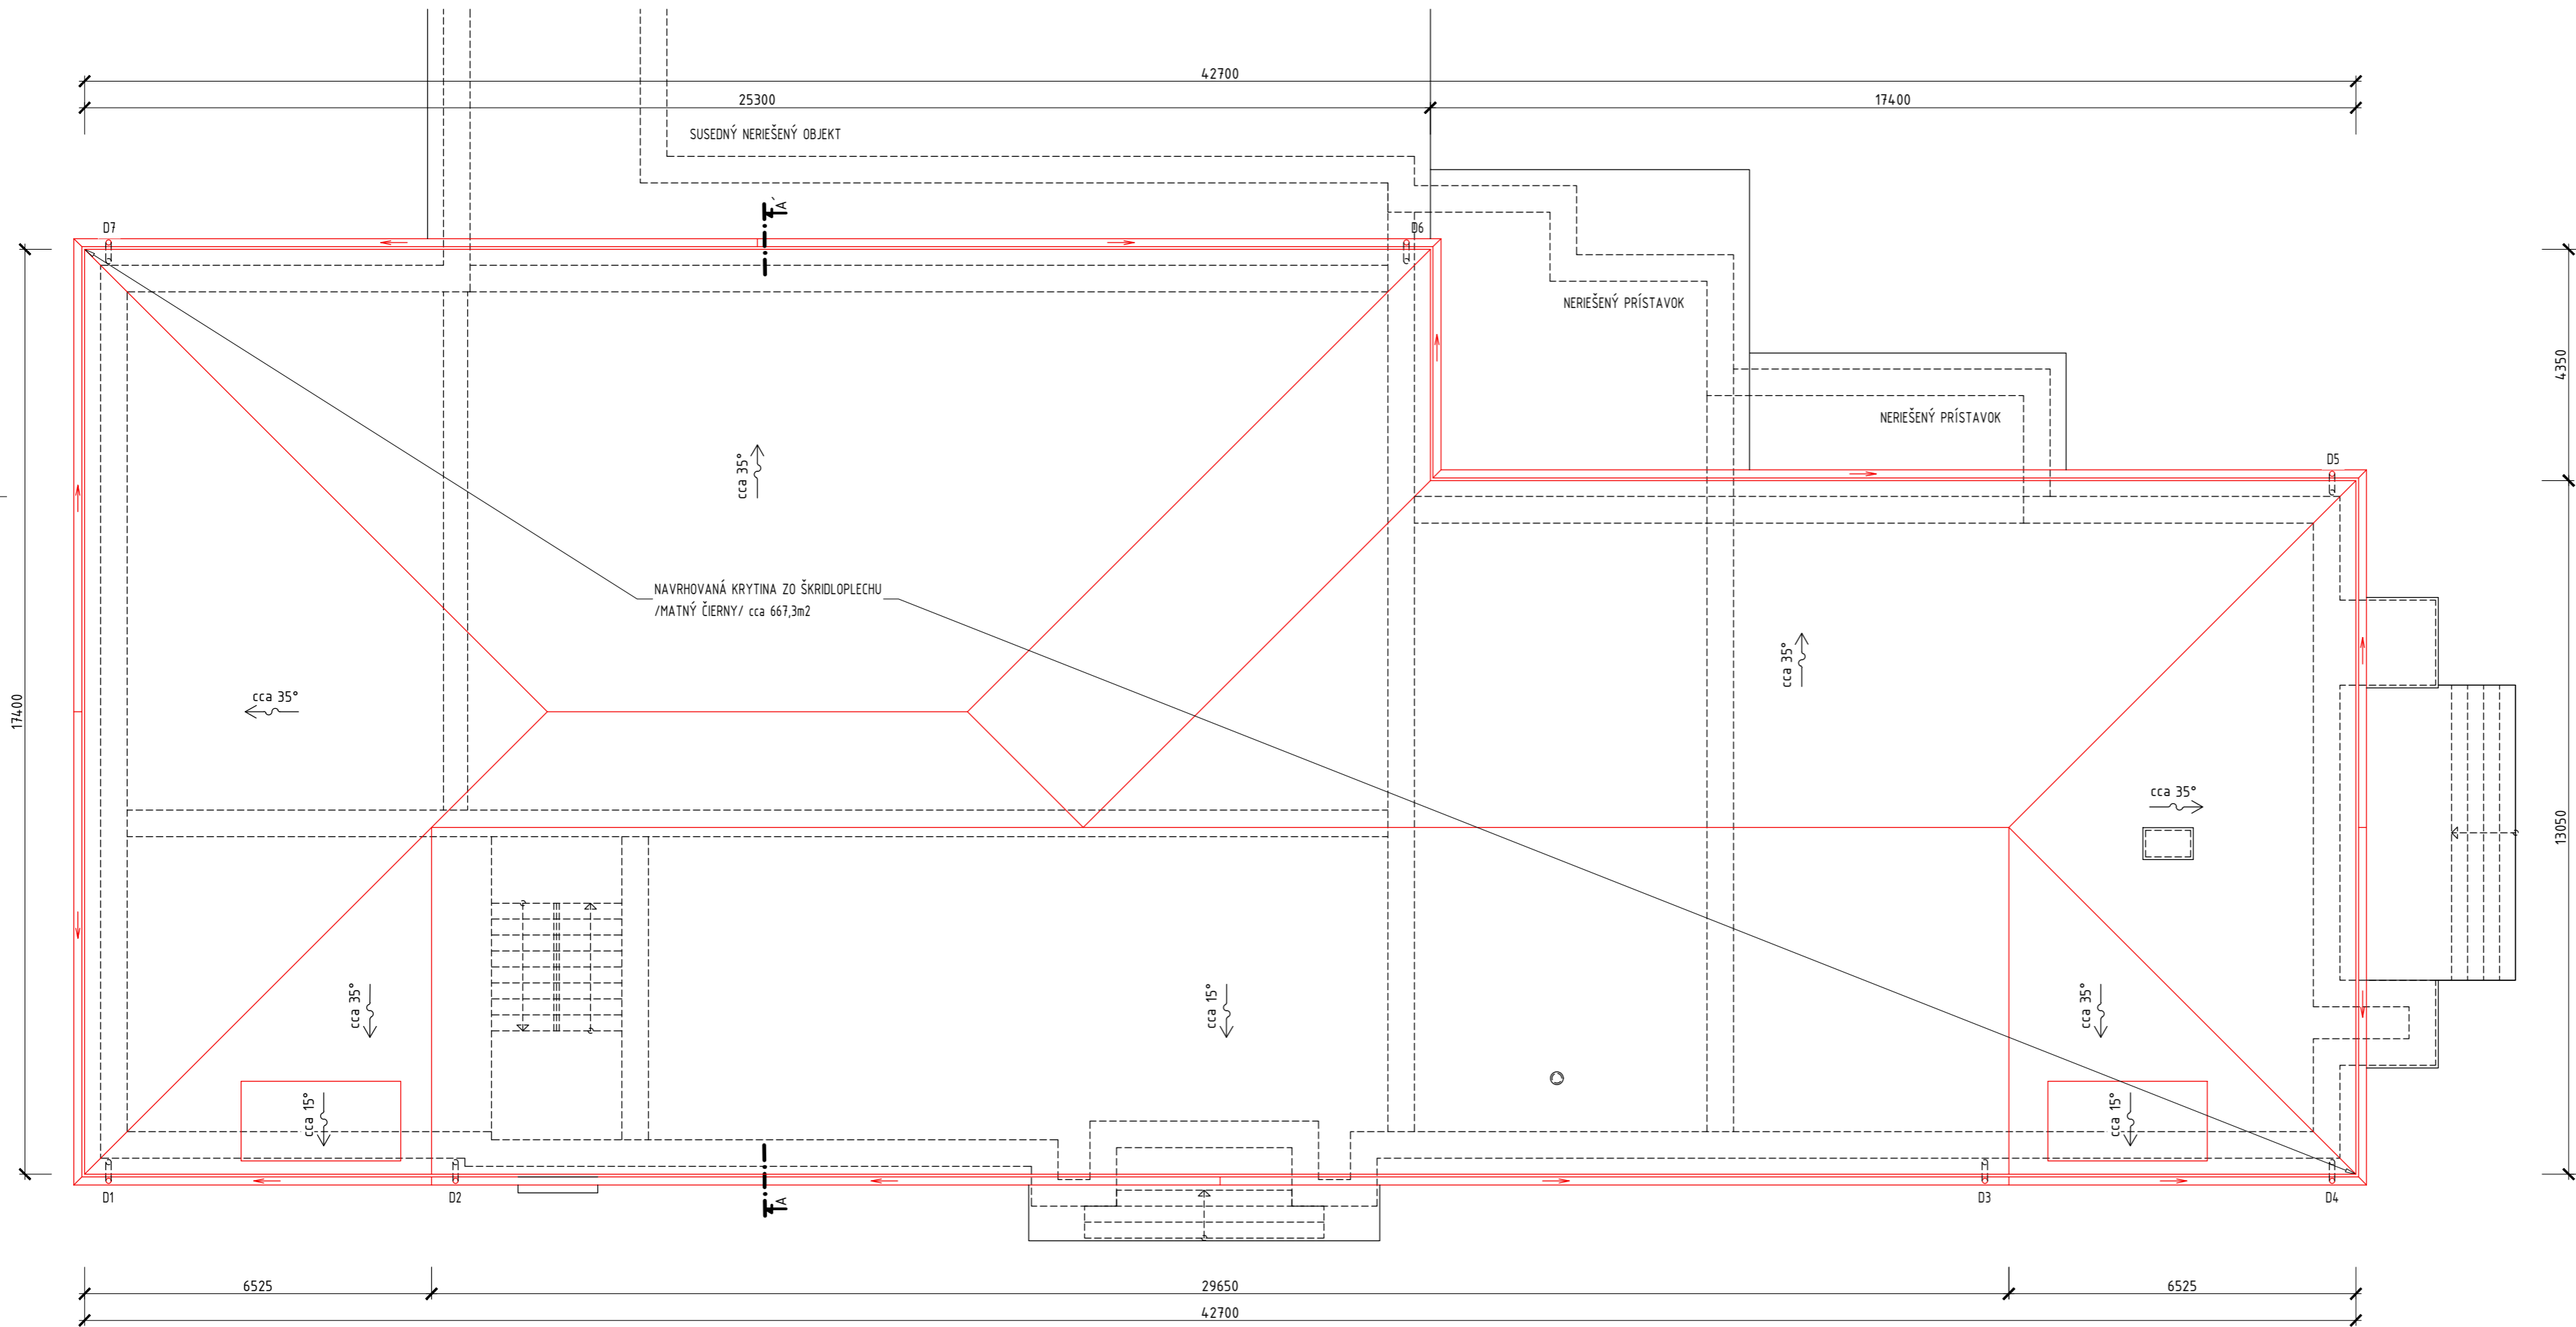 42700
25300
17400
SUSEDNÝ NERIEŠENÝ OBJEKT
A´
D7
D6
NERIEŠENÝ PRÍSTAVOK
4350
NERIEŠENÝ PRÍSTAVOK
cca 35°
D5
NAVRHOVANÁ KRYTINA ZO ŠKRIDLOPLECHU
/MATNÝ ČIERNY/ cca 667,3m2
cca 35°
cca 35°
17400
cca 35°
13050
cca 35°
cca 15°
cca 35°
cca 15°
cca 15°
D1
D2
A
D3
D4
6525
29650
6525
42700